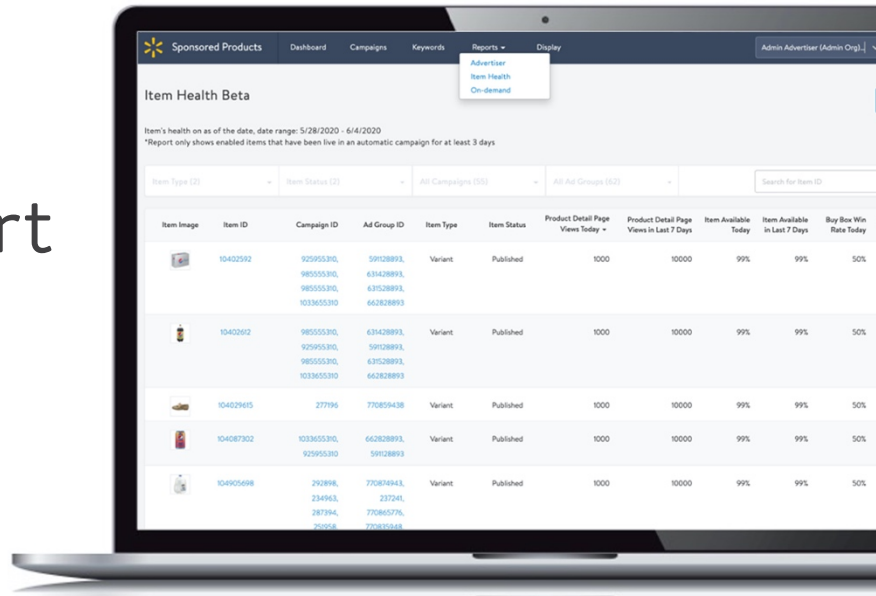 rt
Sponsored Products Dashboard Campaigns Keywords Reports Display Admin Advertiser (Admin Org)..
Advertiser
Item Health
On-demand
Item Health Beta
Item's health on as of the date, date range: 5/28/2020 - 6/4/2020
*Report only shows enabled items that have been live in an automatic campaign for at least 3 days
Item Type (2) Item Status (2) All Campaigns (55) All Ad Groups (62) Search for Item ID
Item Image Item ID Campaign ID Ad Group ID Item Type Item Status Product Detail Page Views Today Product Detail Page Views in Last 7 Days Item Available Today Item Available in Last 7 Days Buy Box Win Rate Today
10402592 925955310, 591128893, Variant Published 1000 10000 99% 99% 50%
985555310, 631428893,
985555310, 631528893,
1033655310 662828893
10402612 985555310, 631428893, Variant Published 1000 10000 99% 99% 50%
925955310, 591128893,
985555310, 631528893,
1033655310 662828893
104029615 277196 770859438 Variant Published 1000 10000 99% 99% 50%
104087302 1033655310, 662828893, Variant Published 1000 10000 99% 99% 50%
925955310 591128893
104905698 292898, 770874943, Variant Published 1000 10000 99% 99% 50%
234963, 237241,
287394, 770865776,
251958, 770835948,